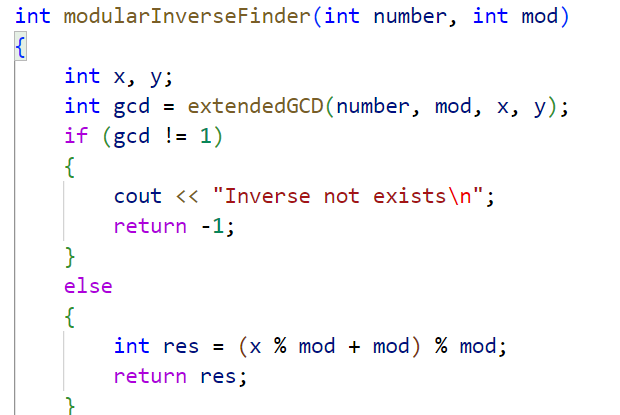 int modularInverseFinder(int number, int mod)
{
    int x, y;
    int gcd = extendedGCD(number, mod, x, y);
    if (gcd != 1)
    {
        cout << "Inverse not exists\n";
        return -1;
    }
    else
    {
        int res = (x % mod + mod) % mod;
        return res;
    }